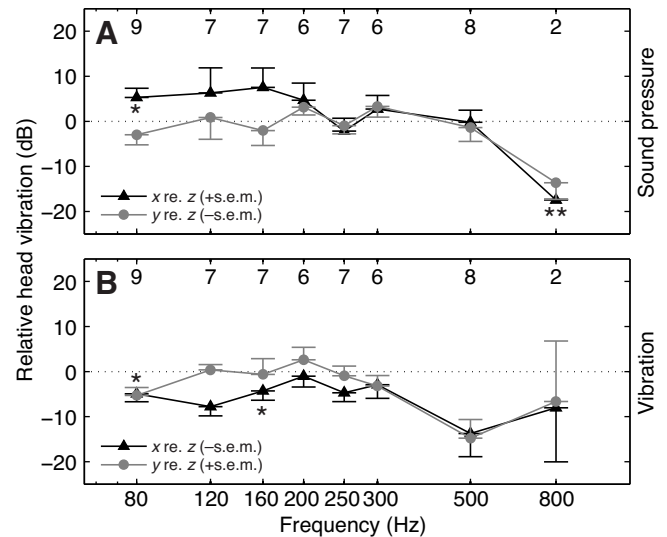 A
9 7 7 6 7 6 8 2
20
10
0
−10
−20
*
**
x re. z (+s.e.m.)
y re. z (–s.e.m.)
Sound pressure
Relative head vibration (dB)
B
9 7 7 6 7 6 8 2
20
10
0
−10
−20
*
*
x re. z (–s.e.m.)
y re. z (+s.e.m.)
Vibration
80 120 160 200 250 300 500 800
Frequency (Hz)